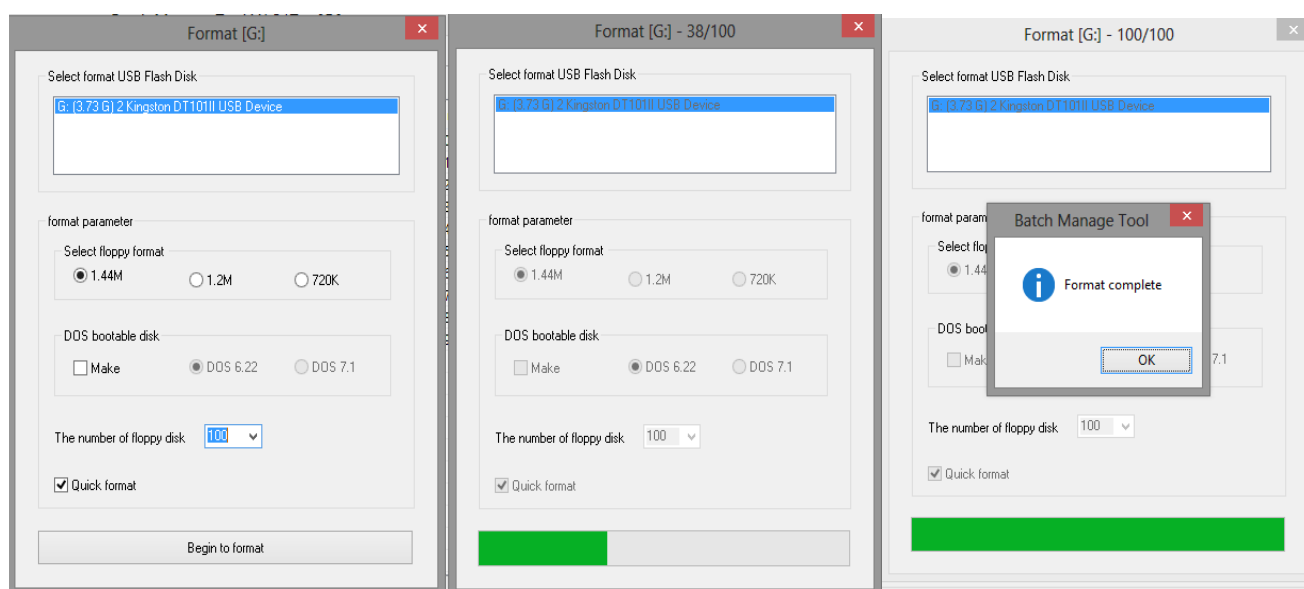 Format [G:]
Select format USB Flash Disk
G: (3.73 G) 2 Kingston DT101II USB Device
format parameter
Select floppy format
1.44M 1.2M 720K
DOS bootable disk
Make DOS 6.22 DOS 7.1
The number of floppy disk 100
Quick format
Begin to format
Format [G:] - 38/100
Select format USB Flash Disk
G: (3.73 G) 2 Kingston DT101II USB Device
format parameter
Select floppy format
1.44M 1.2M 720K
DOS bootable disk
Make DOS 6.22 DOS 7.1
The number of floppy disk 100
Quick format
Format [G:] - 100/100
Select format USB Flash Disk
G: (3.73 G) 2 Kingston DT101II USB Device
format param
Select flo
1.44
DOS boo
Mak 7.1
The number of floppy disk 100
Quick format
Batch Manage Tool
Format complete
OK